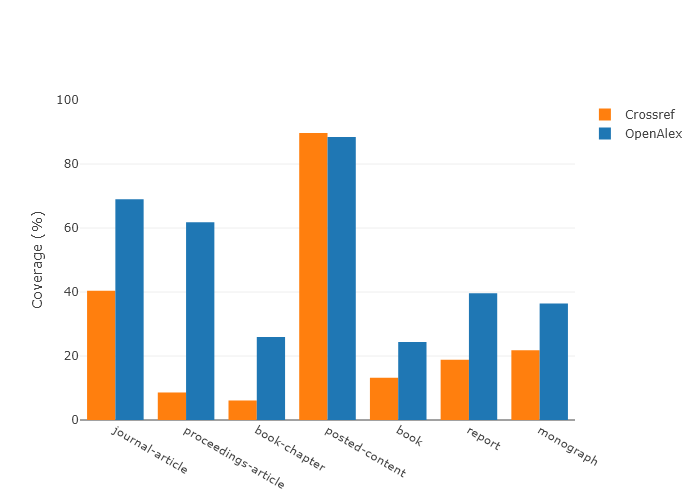 100
80
60
40
20
0
Coverage (%)
journal-article
proceedings-article
book-chapter
posted-content
book
report
monograph
Crossref
OpenAlex